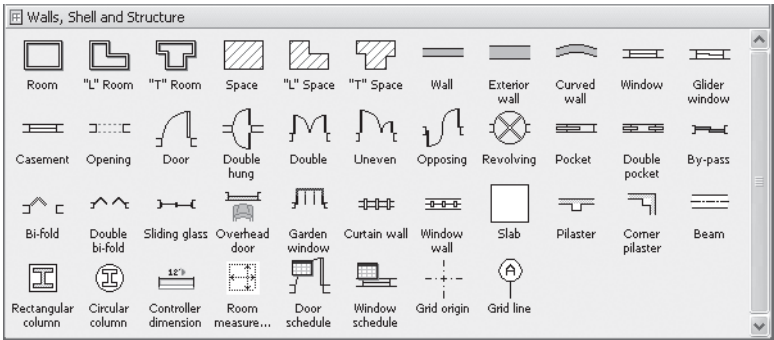 Walls, Shell and Structure
Room "L" Room "T" Room Space "L" Space "T" Space Wall Exterior wall Curved wall Window Glider window
Casement Opening Door Double hung Double Uneven Opposing Revolving Pocket Double pocket By-pass
Bi-fold Double bi-fold Sliding glass Overhead door Garden window Curtain wall Window wall Slab Pilaster Corner pilaster Beam
12"
A
Rectangular column Circular column Controller dimension Room measure... Door schedule Window schedule Grid origin Grid line